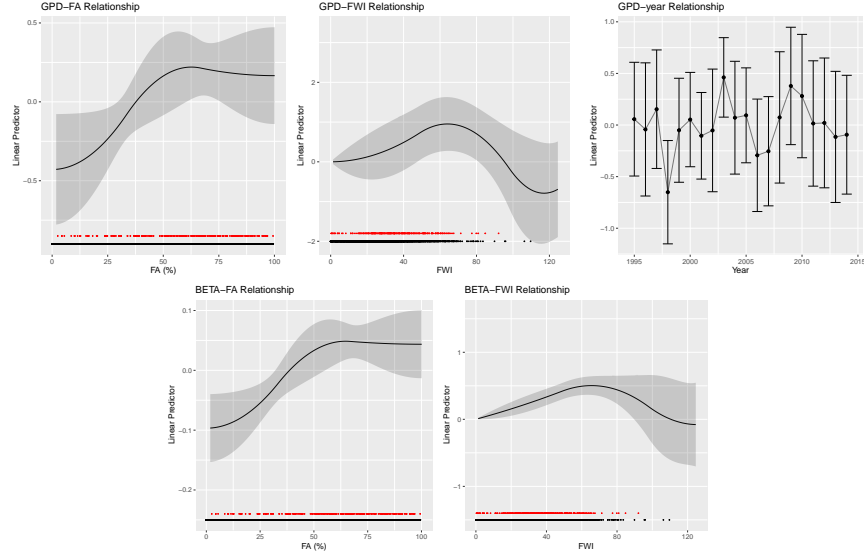 GPD−FA Relationship
0.5
0.0
−0.5
Linear Predictor
0
25
50
75
100
FA (%)
GPD−FWI Relationship
2
0
−2
Linear Predictor
0
40
80
120
FWI
GPD−year Relationship
1.0
0.5
0.0
−0.5
−1.0
Linear Predictor
1995
2000
2005
2010
2015
Year
BETA−FA Relationship
0.1
0.0
−0.1
−0.2
Linear Predictor
0
25
50
75
100
FA (%)
BETA−FWI Relationship
1
0
−1
Linear Predictor
0
40
80
120
FWI